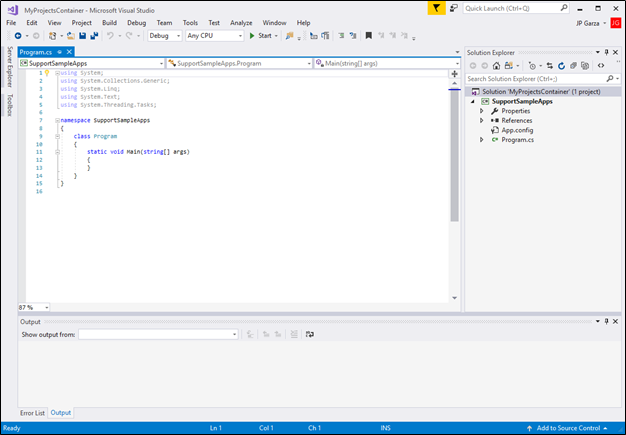 MyProjectsContainer - Microsoft Visual Studio
Quick Launch (Ctrl+Q)
File Edit View Project Build Debug Team Tools Test Analyze Window Help
JP Garza JG
Debug Any CPU Start
Server Explorer
Toolbox
Program.cs
SupportSampleApps SupportSampleApps.Program Main(string[] args)
1 using System;
2 using System.Collections.Generic;
3 using System.Linq;
4 using System.Text;
5 using System.Threading.Tasks;
6
7 namespace SupportSampleApps
8 {
9 class Program
10 {
11 static void Main(string[] args)
12 {
13 }
14 }
15 }
16
87 %
Solution Explorer
Search Solution Explorer (Ctrl+;)
Solution 'MyProjectsContainer' (1 project)
SupportSampleApps
Properties
References
App.config
C# Program.cs
Output
Show output from:
Error List Output
Ready Ln 1 Col 1 Ch 1 INS Add to Source Control